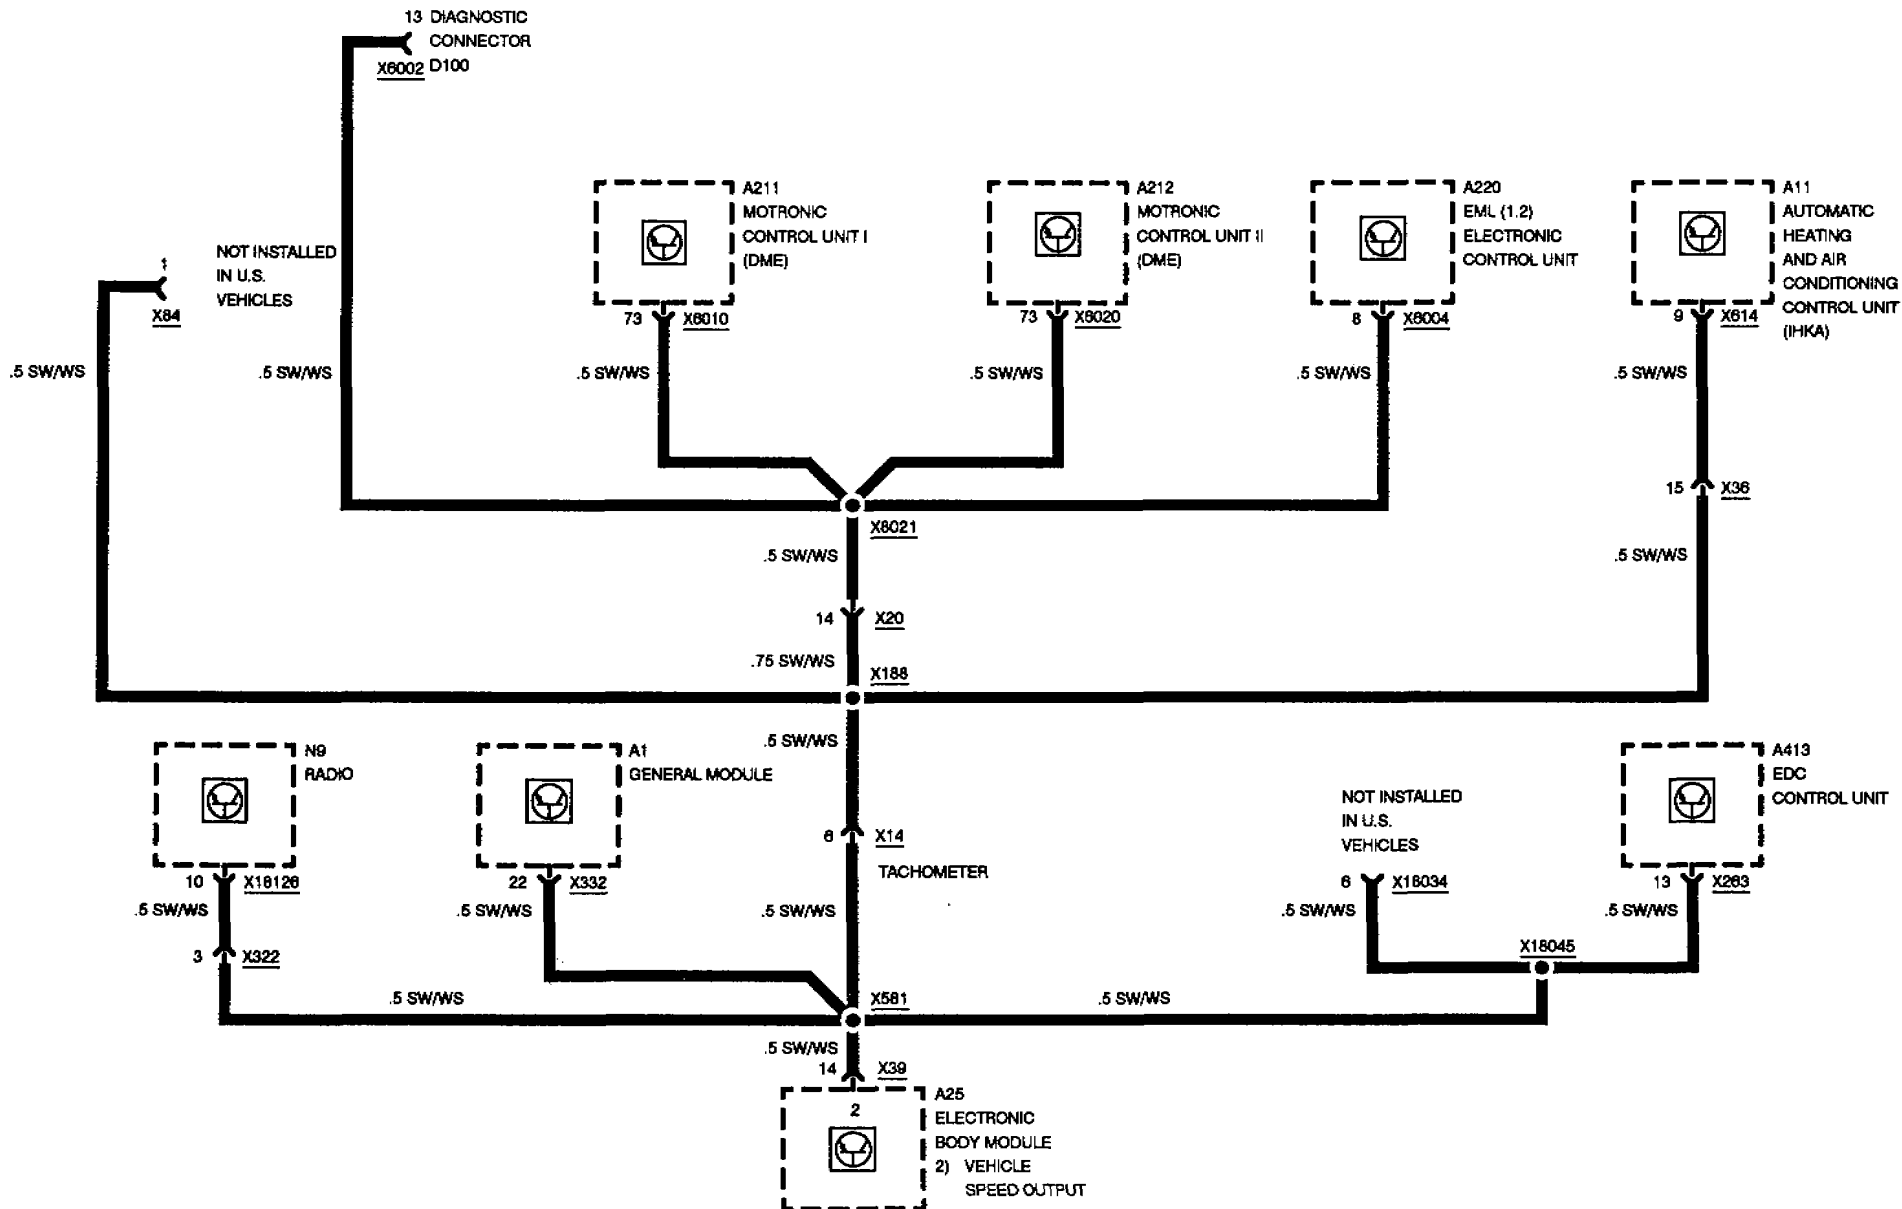 13 DIAGNOSTIC
CONNECTOR
X6002 D100
A211
MOTRONIC
CONTROL UNIT I
(DME)
73 X6010
.5 SW/WS
A212
MOTRONIC
CONTROL UNIT II
(DME)
73 X6020
.5 SW/WS
A220
EML (1.2)
ELECTRONIC
CONTROL UNIT
8 X6004
.5 SW/WS
A11
AUTOMATIC
HEATING
AND AIR
CONDITIONING
CONTROL UNIT
(IHKA)
9 X614
.5 SW/WS
NOT INSTALLED
IN U.S.
VEHICLES
1
X84
.5 SW/WS
.5 SW/WS
15 X36
.5 SW/WS
X6021
.5 SW/WS
14 X20
.75 SW/WS
X188
.5 SW/WS
N9
RADIO
10 X18126
.5 SW/WS
3 X322
.5 SW/WS
A1
GENERAL MODULE
22 X332
.5 SW/WS
6 X14
TACHOMETER
.5 SW/WS
NOT INSTALLED
IN U.S.
VEHICLES
6 X18034
.5 SW/WS
A413
EDC
CONTROL UNIT
13 X263
.5 SW/WS
X18045
.5 SW/WS
X581
.5 SW/WS
14 X39
2
A25
ELECTRONIC
BODY MODULE
2) VEHICLE
SPEED OUTPUT